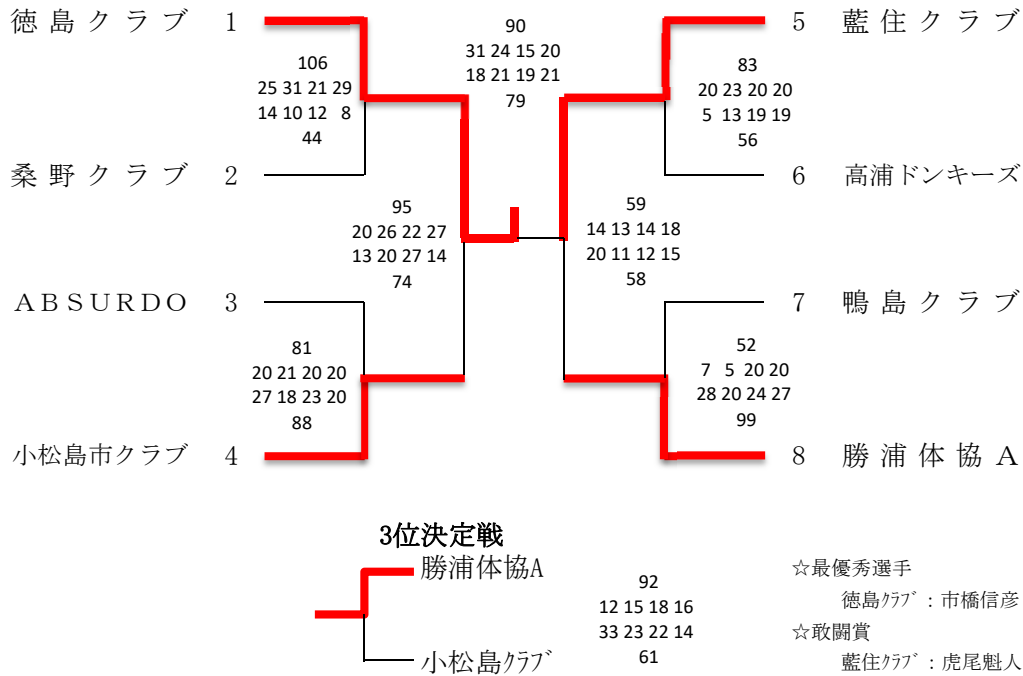 徳島クラブ 1
106
25 31 21 29
14 10 12 8
44
桑野クラブ 2
95
20 26 22 27
13 20 27 14
74
ABSURDO 3
81
20 21 20 20
27 18 23 20
88
小松島市クラブ 4
90
31 24 15 20
18 21 19 21
79
5 藍住クラブ
83
20 23 20 20
5 13 19 19
56
6 高浦ドンキーズ
59
14 13 14 18
20 11 12 15
58
7 鴨島クラブ
52
7 5 20 20
28 20 24 27
99
8 勝浦体協A
3位決定戦
勝浦体協A
92
12 15 18 16
33 23 22 14
61
小松島クラブ
☆最優秀選手
徳島クラブ:市橋信彦
☆敢闘賞
藍住クラブ:虎尾魁人